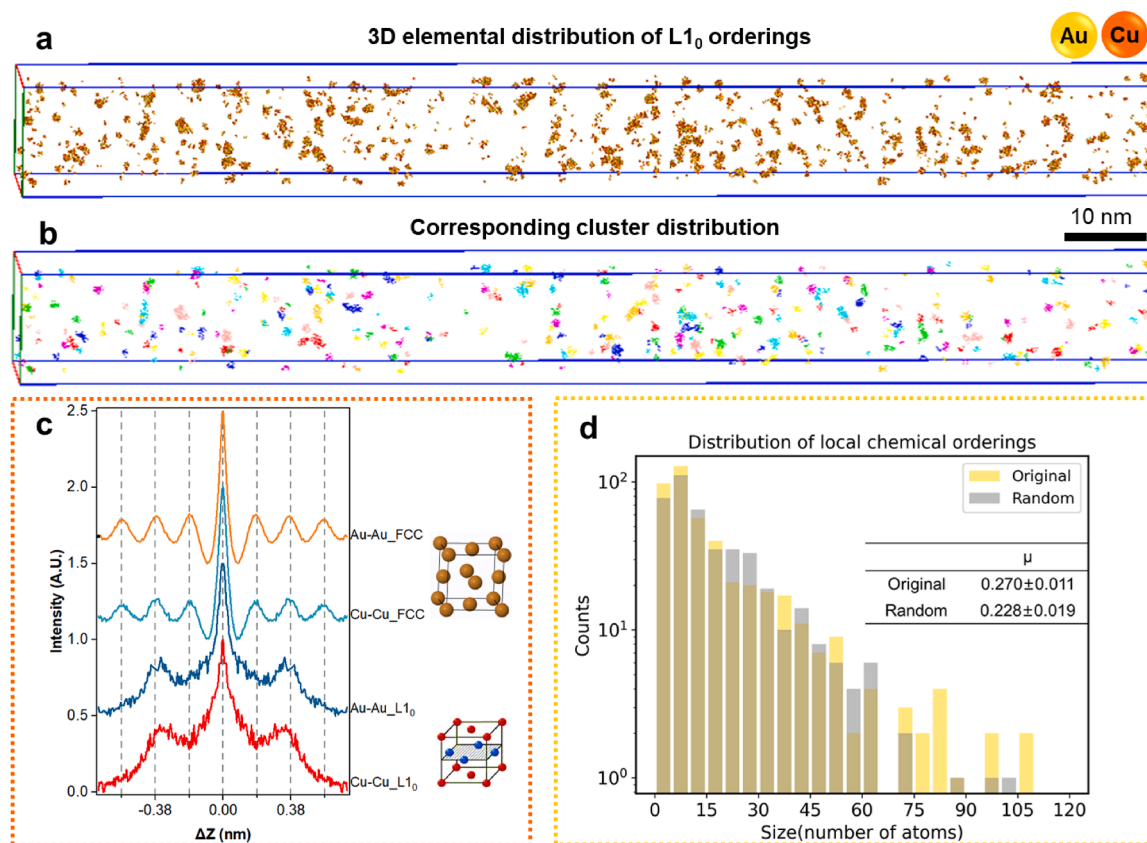 a
3D elemental distribution of L1₀ orderings
Au Cu
b
Corresponding cluster distribution
10 nm
c
2.5
2.0
1.5
1.0
0.5
0.0
Intensity (A.U.)
Au-Au_FCC
Cu-Cu_FCC
Au-Au_L1₀
Cu-Cu_L1₀
-0.38 0.00 0.38
ΔZ (nm)
d
Distribution of local chemical orderings
10²
10¹
10⁰
Counts
Original
Random
μ
Original 0.270±0.011
Random 0.228±0.019
0 15 30 45 60 75 90 105 120
Size(number of atoms)